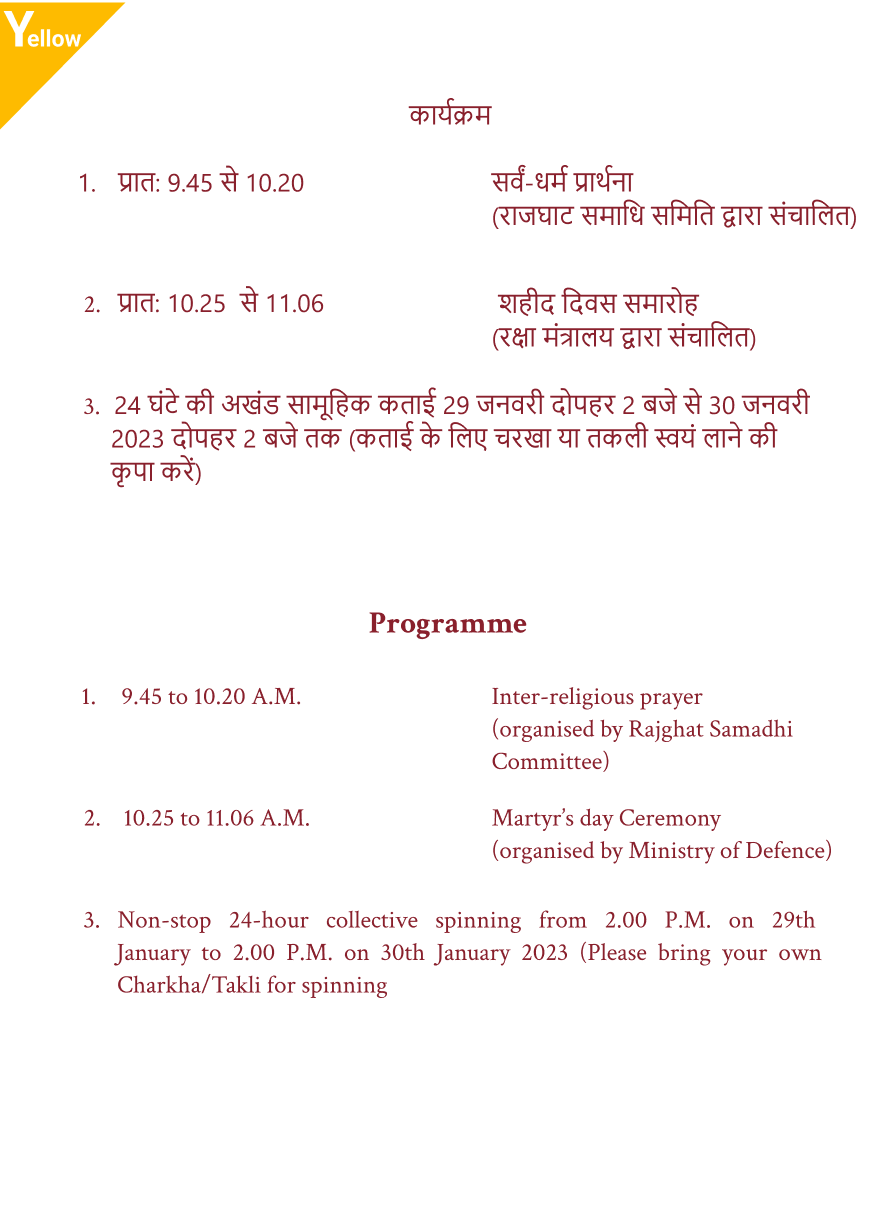 Yellow
कार्यक्रम
1. प्रात: 9.45 से 10.20 सर्वं-धर्म प्रार्थना
(राजघाट समाधि समिति द्वारा संचालित)
2. प्रात: 10.25 से 11.06 शहीद दिवस समारोह
(रक्षा मंत्रालय द्वारा संचालित)
3. 24 घंटे की अखंड सामूहिक कताई 29 जनवरी दोपहर 2 बजे से 30 जनवरी
2023 दोपहर 2 बजे तक (कताई के लिए चरखा या तकली स्वयं लाने की
कृपा करें)
Programme
1. 9.45 to 10.20 A.M. Inter-religious prayer
(organised by Rajghat Samadhi
Committee)
2. 10.25 to 11.06 A.M. Martyr’s day Ceremony
(organised by Ministry of Defence)
3. Non-stop 24-hour collective spinning from 2.00 P.M. on 29th
January to 2.00 P.M. on 30th January 2023 (Please bring your own
Charkha/Takli for spinning